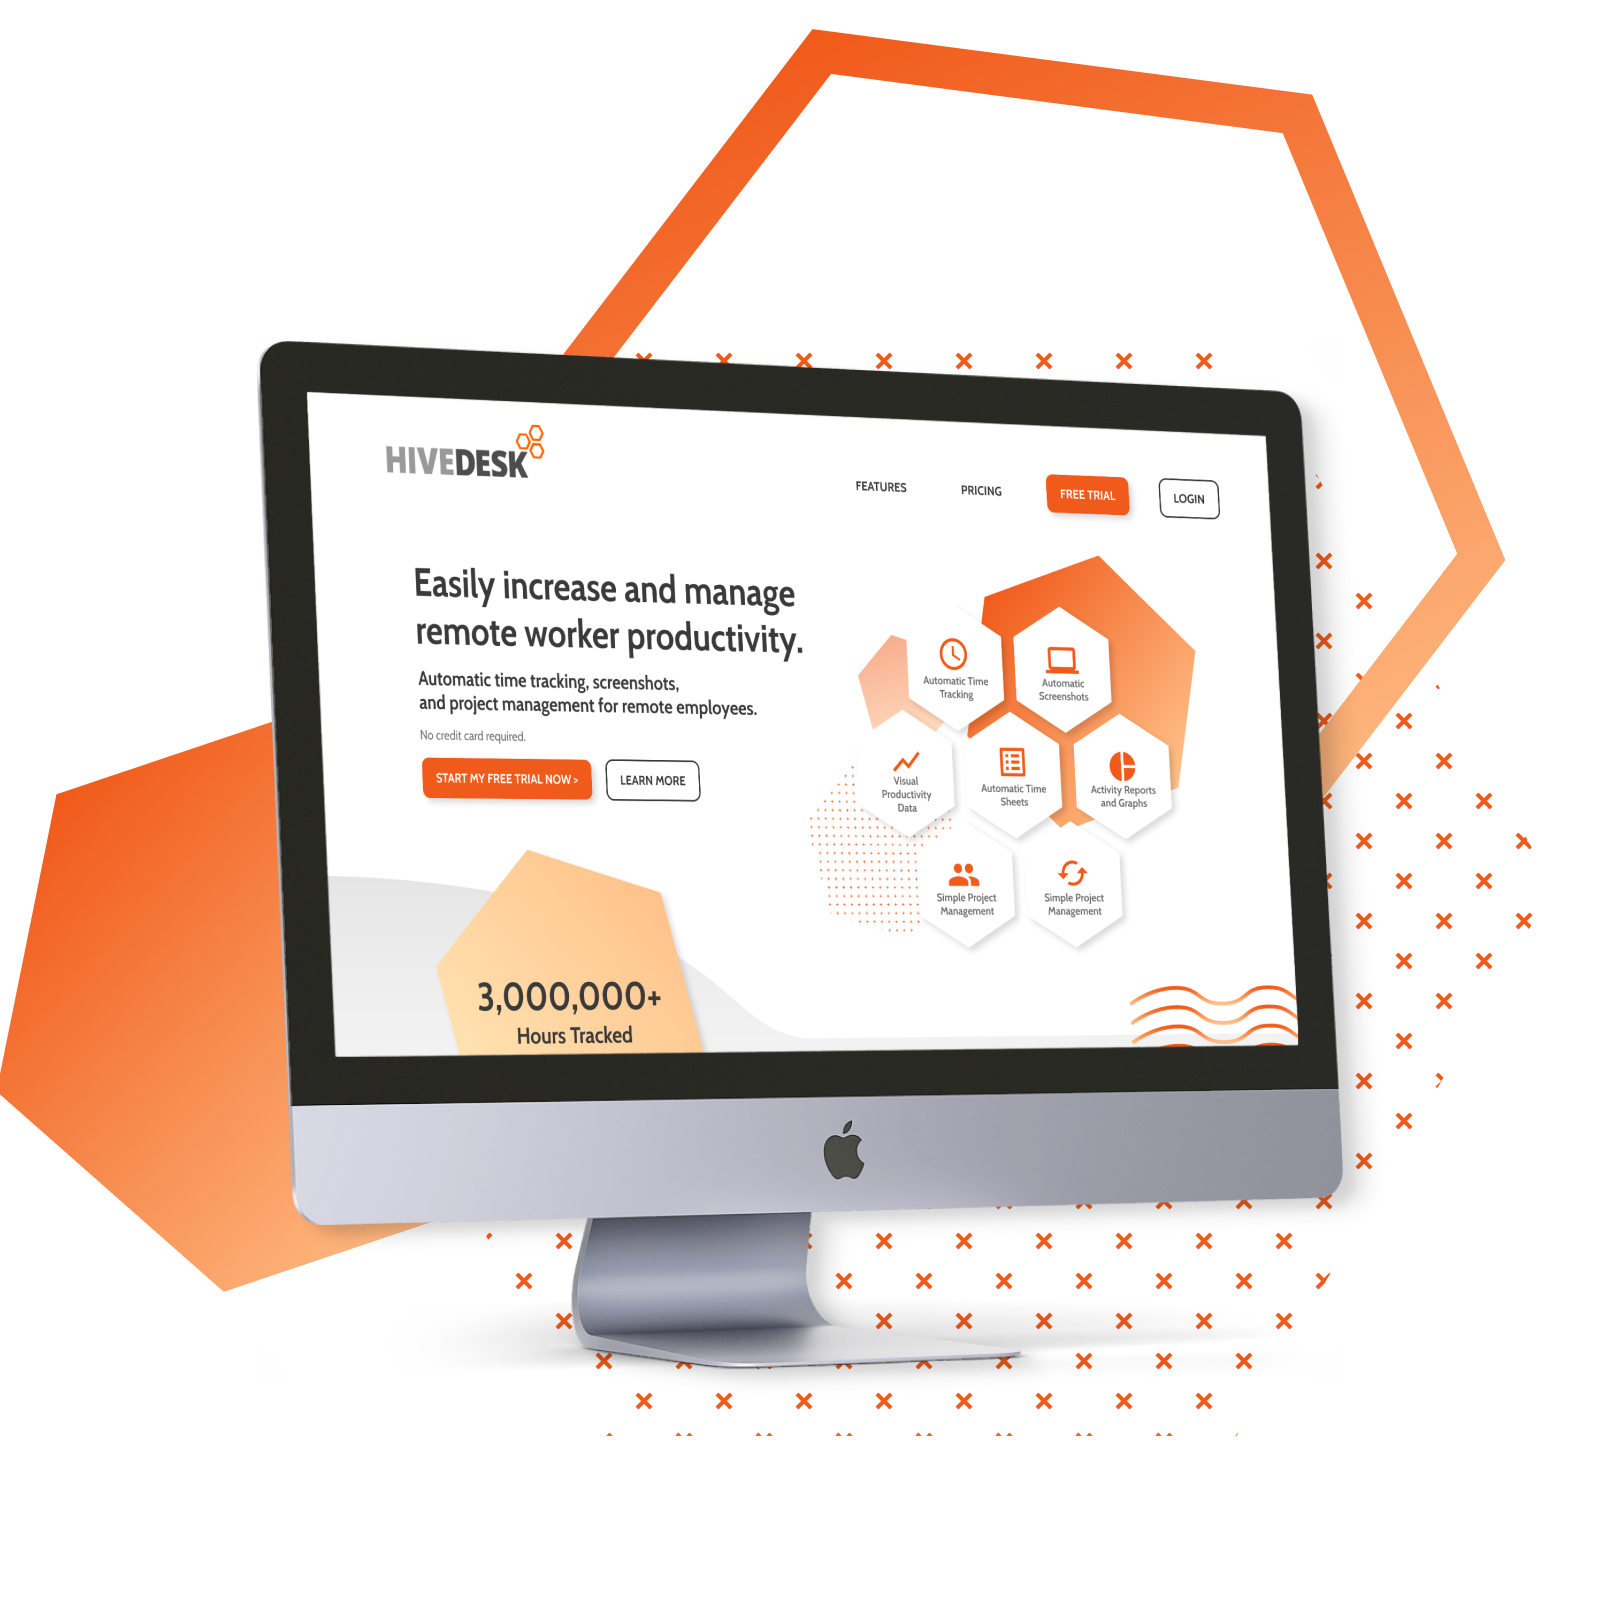 HIVEDESK
FEATURES
PRICING
FREE TRIAL
LOGIN
Easily increase and manage
remote worker productivity.
Automatic time tracking, screenshots,
and project management for remote employees.
No credit card required.
START MY FREE TRIAL NOW >
LEARN MORE
Automatic Time
Tracking
Automatic
Screenshots
Visual
Productivity
Data
Automatic Time
Sheets
Activity Reports
and Graphs
Simple Project
Management
Simple Project
Management
3,000,000+
Hours Tracked